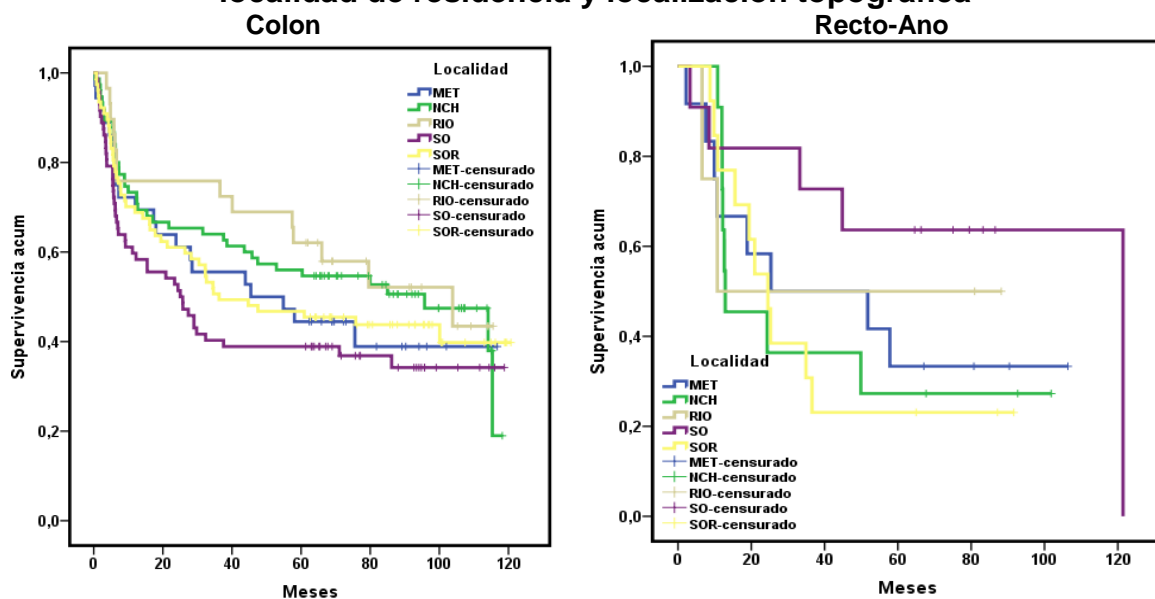 localidad de residencia y localización topográfica
Colon
Recto-Ano
Supervivencia acum
1,0
0,8
0,6
0,4
0,2
0,0
0
20
40
60
80
100
120
Meses
Localidad
MET
NCH
RIO
SO
SOR
MET-censurado
NCH-censurado
RIO-censurado
SO-censurado
SOR-censurado
Supervivencia acum
1,0
0,8
0,6
0,4
0,2
0,0
0
20
40
60
80
100
120
Meses
Localidad
MET
NCH
RIO
SO
SOR
MET-censurado
NCH-censurado
RIO-censurado
SO-censurado
SOR-censurado